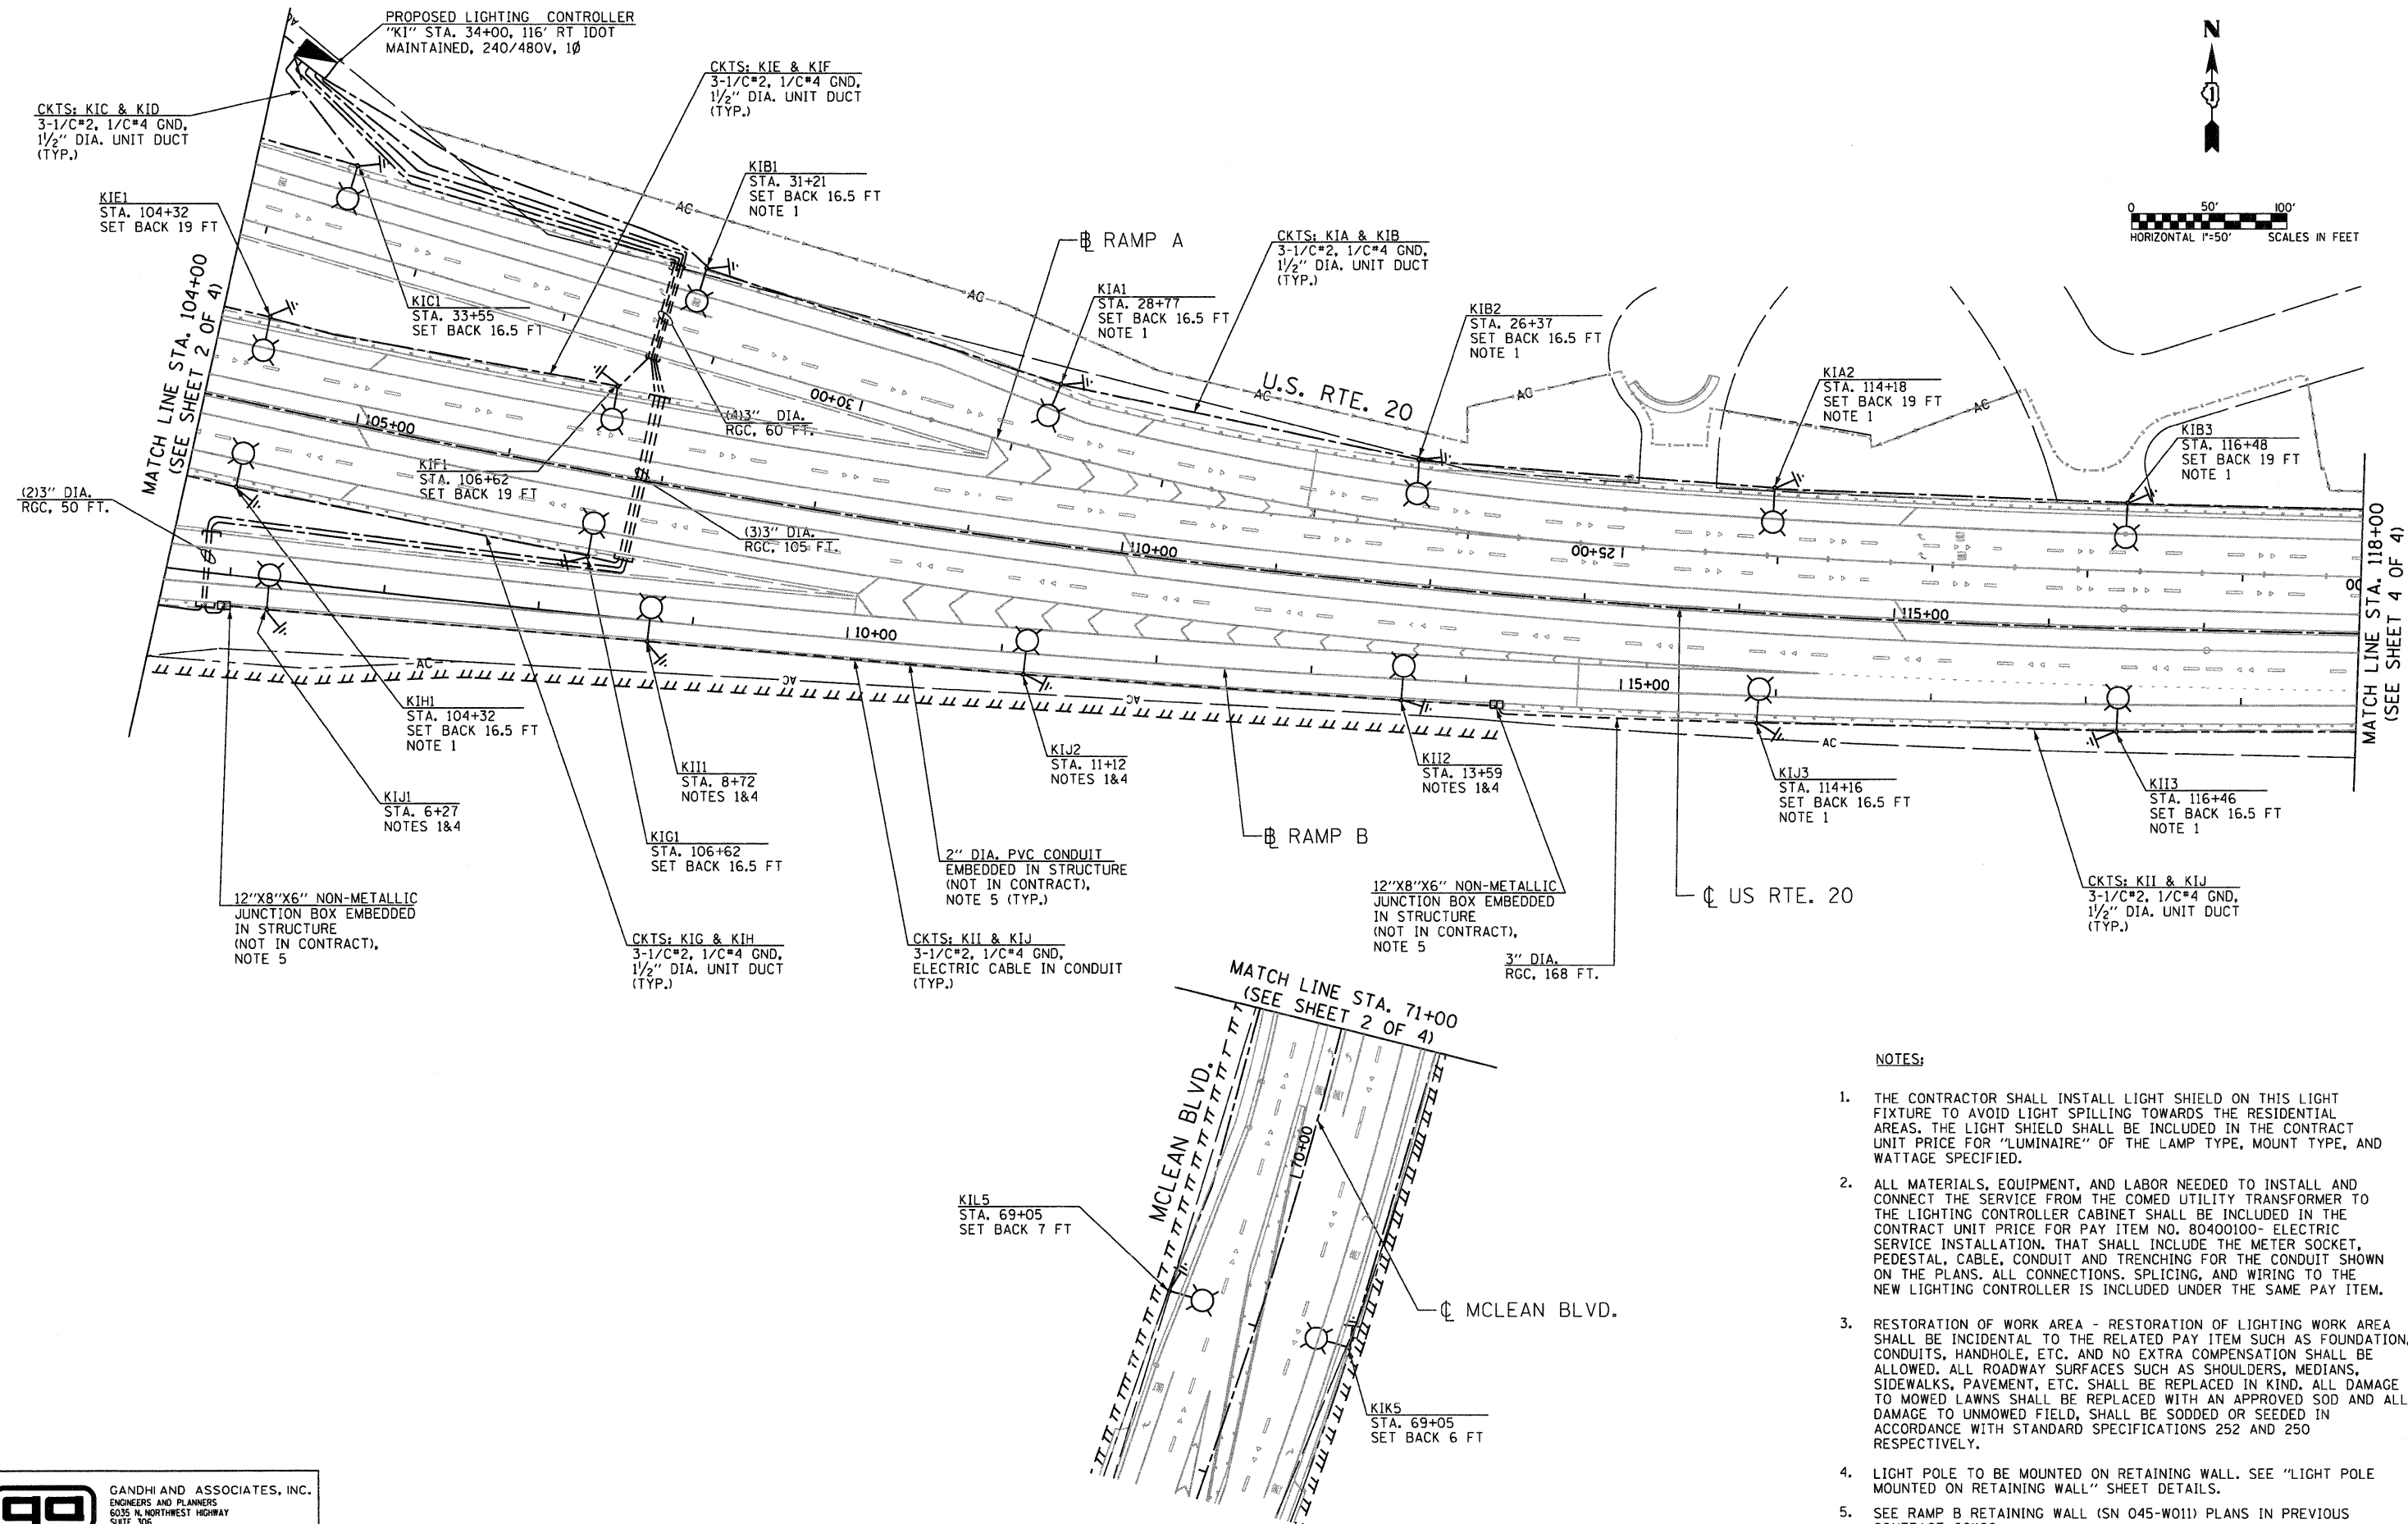 PROPOSED LIGHTING CONTROLLER
"KI" STA. 34+00, 116' RT IDOT
MAINTAINED, 240/480V, 1Ø
CKTS: KIC & KID
3-1/C#2, 1/C#4 GND,
1 1/2" DIA. UNIT DUCT
(TYP.)
CKTS: KIE & KIF
3-1/C#2, 1/C#4 GND,
1 1/2" DIA. UNIT DUCT
(TYP.)
N
0 50' 100'
HORIZONTAL 1"=50' SCALES IN FEET
KIE1
STA. 104+32
SET BACK 19 FT
KIB1
STA. 31+21
SET BACK 16.5 FT
NOTE 1
℄ RAMP A
CKTS: KIA & KIB
3-1/C#2, 1/C#4 GND,
1 1/2" DIA. UNIT DUCT
(TYP.)
KIC1
STA. 33+55
SET BACK 16.5 FT
KIA1
STA. 28+77
SET BACK 16.5 FT
NOTE 1
KIB2
STA. 26+37
SET BACK 16.5 FT
NOTE 1
KIA2
STA. 114+18
SET BACK 19 FT
NOTE 1
KIB3
STA. 116+48
SET BACK 19 FT
NOTE 1
AC
AC
AC
AC
AC
AC
AC
U.S. RTE. 20
MATCH LINE STA. 104+00
(SEE SHEET 2 OF 4)
105+00
30+00
(4)3" DIA.
RGC, 60 FT.
KIF1
STA. 106+62
SET BACK 19 FT
(2)3" DIA.
RGC, 50 FT.
(3)3" DIA.
RGC, 105 FT.
110+00
25+00
115+00
00
MATCH LINE STA. 118+00
(SEE SHEET 4 OF 4)
10+00
15+00
AC
AC
AC
AC
KIH1
STA. 104+32
SET BACK 16.5 FT
NOTE 1
KIJ1
STA. 6+27
NOTES 1&4
KII1
STA. 8+72
NOTES 1&4
KIG1
STA. 106+62
SET BACK 16.5 FT
KIJ2
STA. 11+12
NOTES 1&4
KII2
STA. 13+59
NOTES 1&4
KIJ3
STA. 114+16
SET BACK 16.5 FT
NOTE 1
KII3
STA. 116+46
SET BACK 16.5 FT
NOTE 1
℄ RAMP B
℄ US RTE. 20
12"X8"X6" NON-METALLIC
JUNCTION BOX EMBEDDED
IN STRUCTURE
(NOT IN CONTRACT),
NOTE 5
CKTS: KIG & KIH
3-1/C#2, 1/C#4 GND,
1 1/2" DIA. UNIT DUCT
(TYP.)
2" DIA. PVC CONDUIT
EMBEDDED IN STRUCTURE
(NOT IN CONTRACT),
NOTE 5 (TYP.)
CKTS: KII & KIJ
3-1/C#2, 1/C#4 GND,
ELECTRIC CABLE IN CONDUIT
(TYP.)
12"X8"X6" NON-METALLIC
JUNCTION BOX EMBEDDED
IN STRUCTURE
(NOT IN CONTRACT),
NOTE 5
3" DIA.
RGC, 168 FT.
CKTS: KII & KIJ
3-1/C#2, 1/C#4 GND,
1 1/2" DIA. UNIT DUCT
(TYP.)
MATCH LINE STA. 71+00
(SEE SHEET 2 OF 4)
MCLEAN BLVD.
70+00
KIL5
STA. 69+05
SET BACK 7 FT
℄ MCLEAN BLVD.
KIK5
STA. 69+05
SET BACK 6 FT
NOTES:
1. THE CONTRACTOR SHALL INSTALL LIGHT SHIELD ON THIS LIGHT
FIXTURE TO AVOID LIGHT SPILLING TOWARDS THE RESIDENTIAL
AREAS. THE LIGHT SHIELD SHALL BE INCLUDED IN THE CONTRACT
UNIT PRICE FOR "LUMINAIRE" OF THE LAMP TYPE, MOUNT TYPE, AND
WATTAGE SPECIFIED.
2. ALL MATERIALS, EQUIPMENT, AND LABOR NEEDED TO INSTALL AND
CONNECT THE SERVICE FROM THE COMED UTILITY TRANSFORMER TO
THE LIGHTING CONTROLLER CABINET SHALL BE INCLUDED IN THE
CONTRACT UNIT PRICE FOR PAY ITEM NO. 80400100- ELECTRIC
SERVICE INSTALLATION. THAT SHALL INCLUDE THE METER SOCKET,
PEDESTAL, CABLE, CONDUIT AND TRENCHING FOR THE CONDUIT SHOWN
ON THE PLANS. ALL CONNECTIONS. SPLICING, AND WIRING TO THE
NEW LIGHTING CONTROLLER IS INCLUDED UNDER THE SAME PAY ITEM.
3. RESTORATION OF WORK AREA - RESTORATION OF LIGHTING WORK AREA
SHALL BE INCIDENTAL TO THE RELATED PAY ITEM SUCH AS FOUNDATION,
CONDUITS, HANDHOLE, ETC. AND NO EXTRA COMPENSATION SHALL BE
ALLOWED. ALL ROADWAY SURFACES SUCH AS SHOULDERS, MEDIANS,
SIDEWALKS, PAVEMENT, ETC. SHALL BE REPLACED IN KIND. ALL DAMAGE
TO MOWED LAWNS SHALL BE REPLACED WITH AN APPROVED SOD AND ALL
DAMAGE TO UNMOWED FIELD, SHALL BE SODDED OR SEEDED IN
ACCORDANCE WITH STANDARD SPECIFICATIONS 252 AND 250
RESPECTIVELY.
4. LIGHT POLE TO BE MOUNTED ON RETAINING WALL. SEE "LIGHT POLE
MOUNTED ON RETAINING WALL" SHEET DETAILS.
5. SEE RAMP B RETAINING WALL (SN 045-W011) PLANS IN PREVIOUS
ga
GANDHI AND ASSOCIATES, INC.
ENGINEERS AND PLANNERS
6035 N. NORTHWEST HIGHWAY
SUITE 306